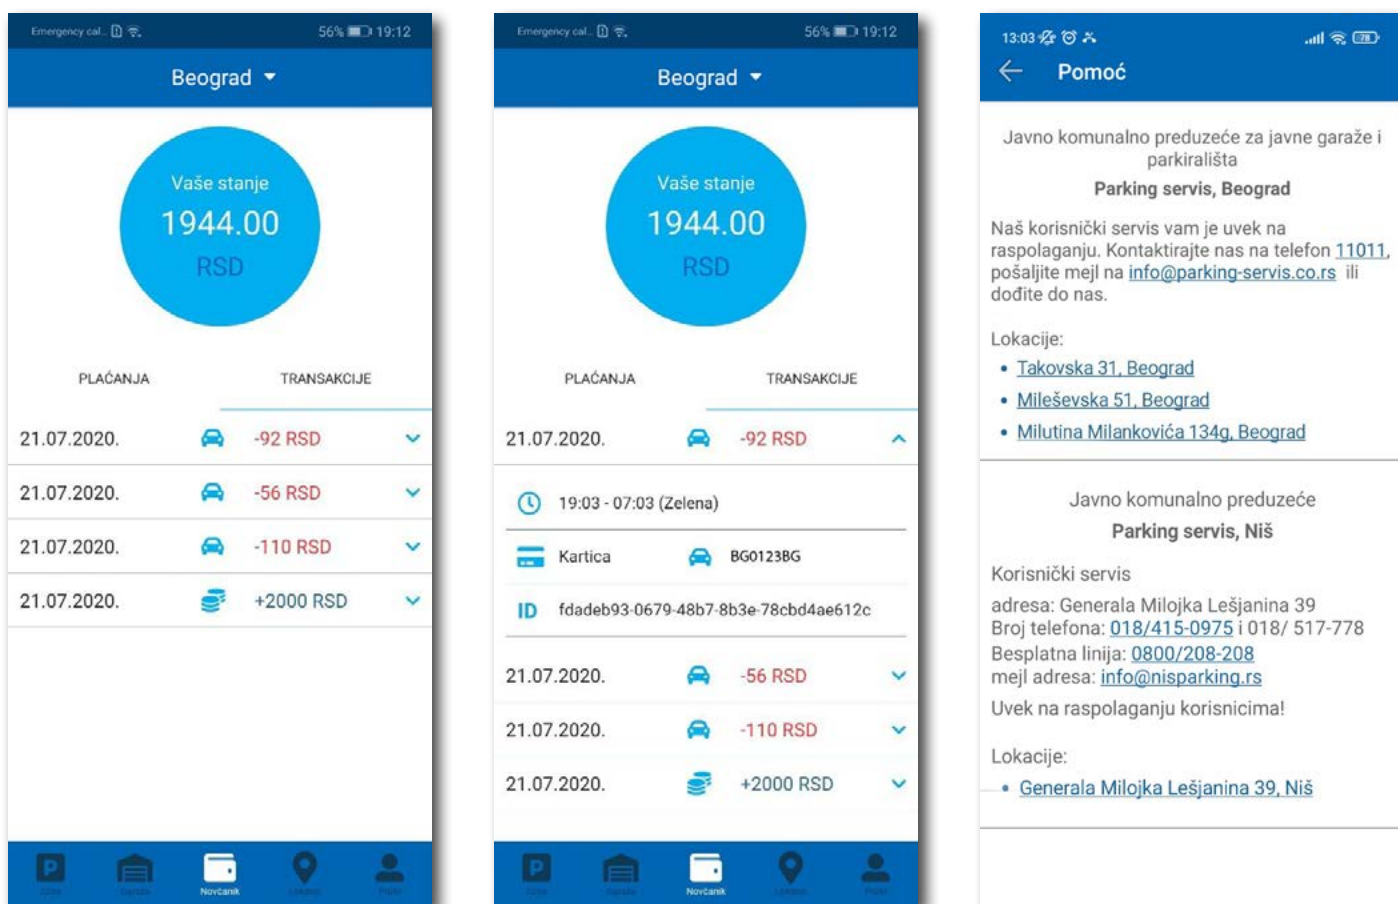 Emergency cal...
56% 19:12
Beograd
Vaše stanje
1944.00
RSD
PLAĆANJA TRANSAKCIJE
21.07.2020. -92 RSD
21.07.2020. -56 RSD
21.07.2020. -110 RSD
21.07.2020. +2000 RSD
P
Novčanik
Emergency cal...
56% 19:12
Beograd
Vaše stanje
1944.00
RSD
PLAĆANJA TRANSAKCIJE
21.07.2020. -92 RSD
19:03 - 07:03 (Zelena)
Kartica BG0123BG
ID fdadeb93-0679-48b7-8b3e-78cbd4ae612c
21.07.2020. -56 RSD
21.07.2020. -110 RSD
21.07.2020. +2000 RSD
P
Novčanik
13:03 78
Pomoć
Javno komunalno preduzeće za javne garaže i
parkirališta
Parking servis, Beograd
Naš korisnički servis vam je uvek na
raspolaganju. Kontaktirajte nas na telefon 11011,
pošaljite mejl na info@parking-servis.co.rs ili
dođite do nas.
Lokacije:
• Takovska 31, Beograd
• Mileševska 51, Beograd
• Milutina Milankovića 134g, Beograd
Javno komunalno preduzeće
Parking servis, Niš
Korisnički servis
adresa: Generala Milojka Lešjanina 39
Broj telefona: 018/415-0975 i 018/ 517-778
Besplatna linija: 0800/208-208
mejl adresa: info@nisparking.rs
Uvek na raspolaganju korisnicima!
Lokacije:
• Generala Milojka Lešjanina 39, Niš